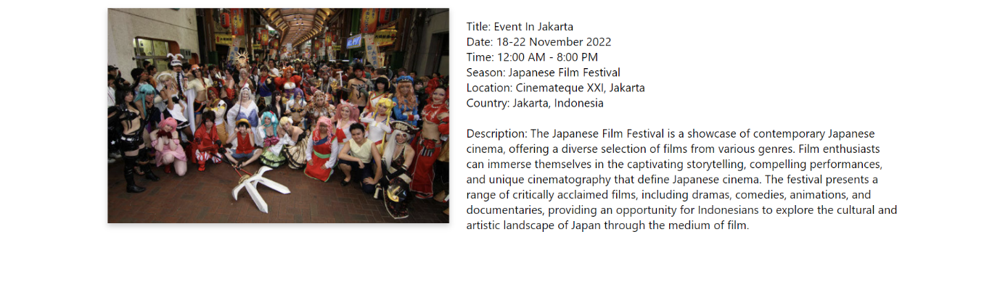 Title: Event In Jakarta
Date: 18-22 November 2022
Time: 12:00 AM - 8:00 PM
Season: Japanese Film Festival
Location: Cinemateque XXI, Jakarta
Country: Jakarta, Indonesia
Description: The Japanese Film Festival is a showcase of contemporary Japanese
cinema, offering a diverse selection of films from various genres. Film enthusiasts
can immerse themselves in the captivating storytelling, compelling performances,
and unique cinematography that define Japanese cinema. The festival presents a
range of critically acclaimed films, including dramas, comedies, animations, and
documentaries, providing an opportunity for Indonesians to explore the cultural and
artistic landscape of Japan through the medium of film.